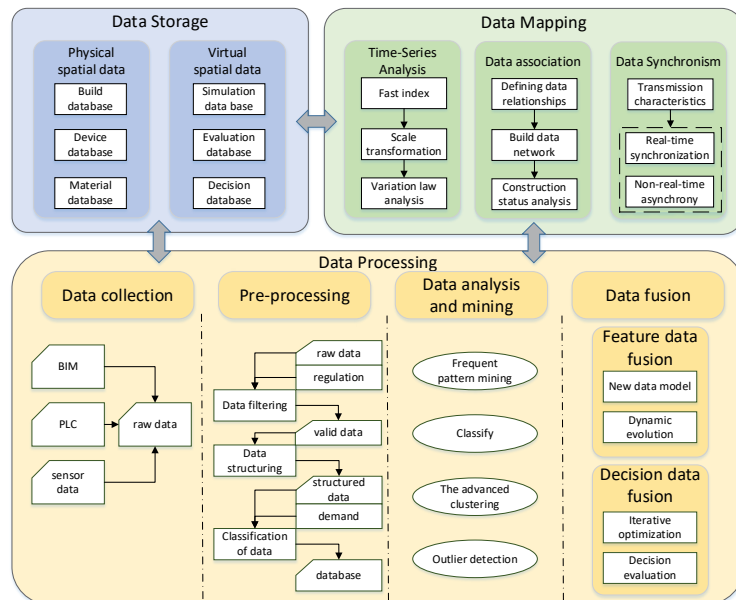 Data Storage
Physical
spatial data
Build
database
Device
database
Material
database
Virtual
spatial data
Simulation
data base
Evaluation
database
Decision
database
Data Mapping
Time-Series
Analysis
Fast index
Scale
transformation
Variation law
analysis
Data association
Defining data
relationships
Build data
network
Construction
status analysis
Data Synchronism
Transmission
characteristics
Real-time
synchronization
Non-real-time
asynchrony
Data Processing
Data collection
BIM
PLC
sensor
data
raw data
Pre-processing
raw data
regulation
Data filtering
valid data
Data
structuring
structured
data
demand
Classification
of data
database
Data analysis
and mining
Frequent
pattern mining
Classify
The advanced
clustering
Outlier detection
Data fusion
Feature data
fusion
New data model
Dynamic
evolution
Decision data
fusion
Iterative
optimization
Decision
evaluation